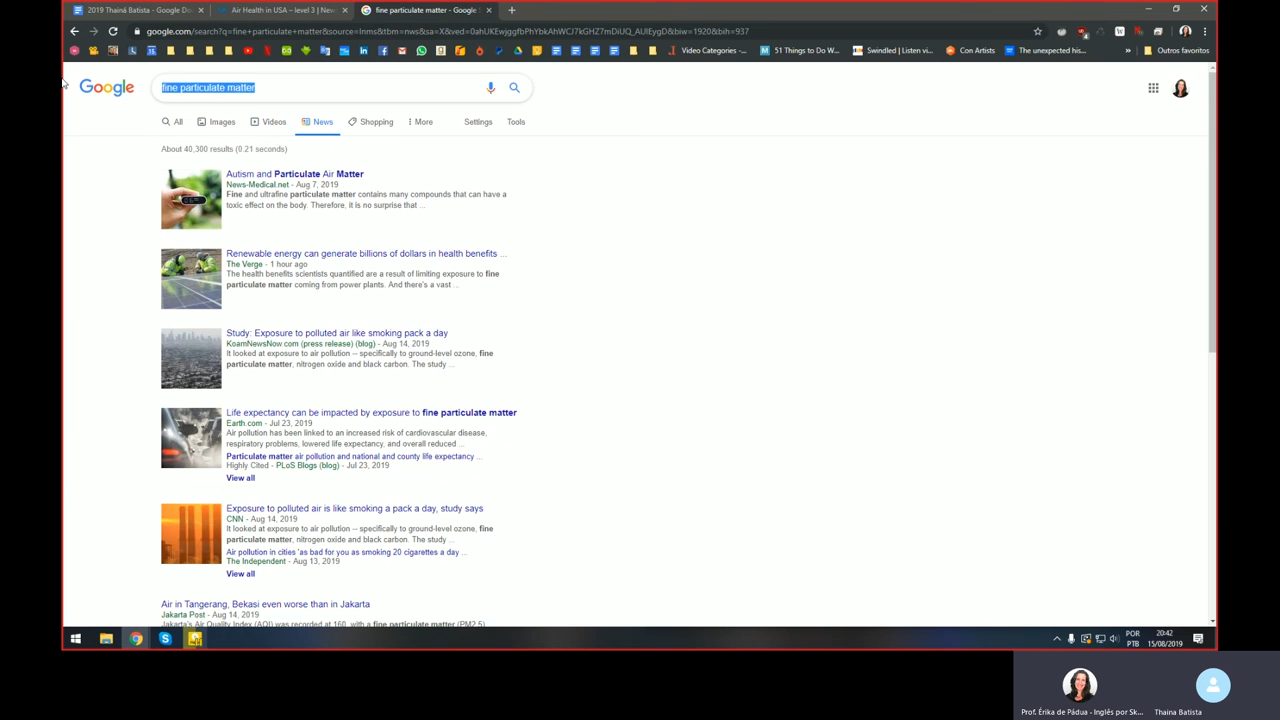 2019 Thainá Batista - Google Do
Air Health in USA – level 3 | New
fine particulate matter - Google S
google.com/search?q=fine+particulate+matter&source=lnms&tbm=nws&sa=X&ved=0ahUKEwjggfbPhYbkAhWCJ7kGHZ7mDiUQ_AUIEygD&biw=1920&bih=937
Video Categories -...
51 Things to Do W...
Swindled | Listen vi...
Con Artists
The unexpected his...
»
Outros favoritos
Google
fine particulate matter
All
Images
Videos
News
Shopping
More
Settings
Tools
About 40,300 results (0.21 seconds)
Autism and Particulate Air Matter
News-Medical.net - Aug 7, 2019
Fine and ultrafine particulate matter contains many compounds that can have a
toxic effect on the body. Therefore, it is no surprise that ...
Renewable energy can generate billions of dollars in health benefits ...
The Verge - 1 hour ago
The health benefits scientists quantified are a result of limiting exposure to fine
particulate matter coming from power plants. And there's a vast ...
Study: Exposure to polluted air like smoking pack a day
KoamNewsNow.com (press release) (blog) - Aug 14, 2019
It looked at exposure to air pollution -- specifically to ground-level ozone, fine
particulate matter, nitrogen oxide and black carbon. The study ...
Life expectancy can be impacted by exposure to fine particulate matter
Earth.com - Jul 23, 2019
Air pollution has been linked to an increased risk of cardiovascular disease,
respiratory problems, lowered life expectancy, and overall reduced ...
Particulate matter air pollution and national and county life expectancy ...
Highly Cited - PLoS Blogs (blog) - Jul 23, 2019
View all
Exposure to polluted air is like smoking a pack a day, study says
CNN - Aug 14, 2019
It looked at exposure to air pollution -- specifically to ground-level ozone, fine
particulate matter, nitrogen oxide and black carbon. The study ...
Air pollution in cities 'as bad for you as smoking 20 cigarettes a day ...
The Independent - Aug 13, 2019
View all
Air in Tangerang, Bekasi even worse than in Jakarta
Jakarta Post - Aug 14, 2019
Jakarta's Air Quality Index (AQI) was recorded at 160, with a fine particulate matter (PM2.5)
POR
PTB
20:42
15/08/2019
Prof. Érika de Pádua - Inglês por Sk...
Thaina Batista